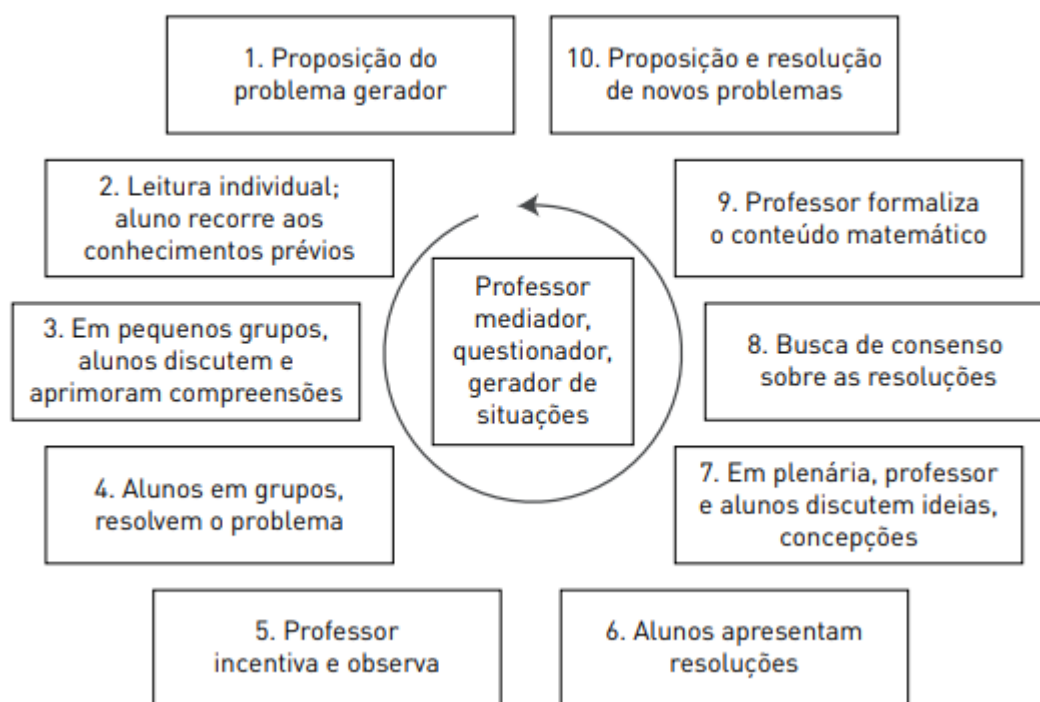 1. Proposição do
problema gerador
2. Leitura individual;
aluno recorre aos
conhecimentos prévios
3. Em pequenos grupos,
alunos discutem e
aprimoram compreensões
4. Alunos em grupos,
resolvem o problema
5. Professor
incentiva e observa
6. Alunos apresentam
resoluções
7. Em plenária, professor
e alunos discutem ideias,
concepções
8. Busca de consenso
sobre as resoluções
9. Professor formaliza
o conteúdo matemático
10. Proposição e resolução
de novos problemas
Professor
mediador,
questionador,
gerador de
situações